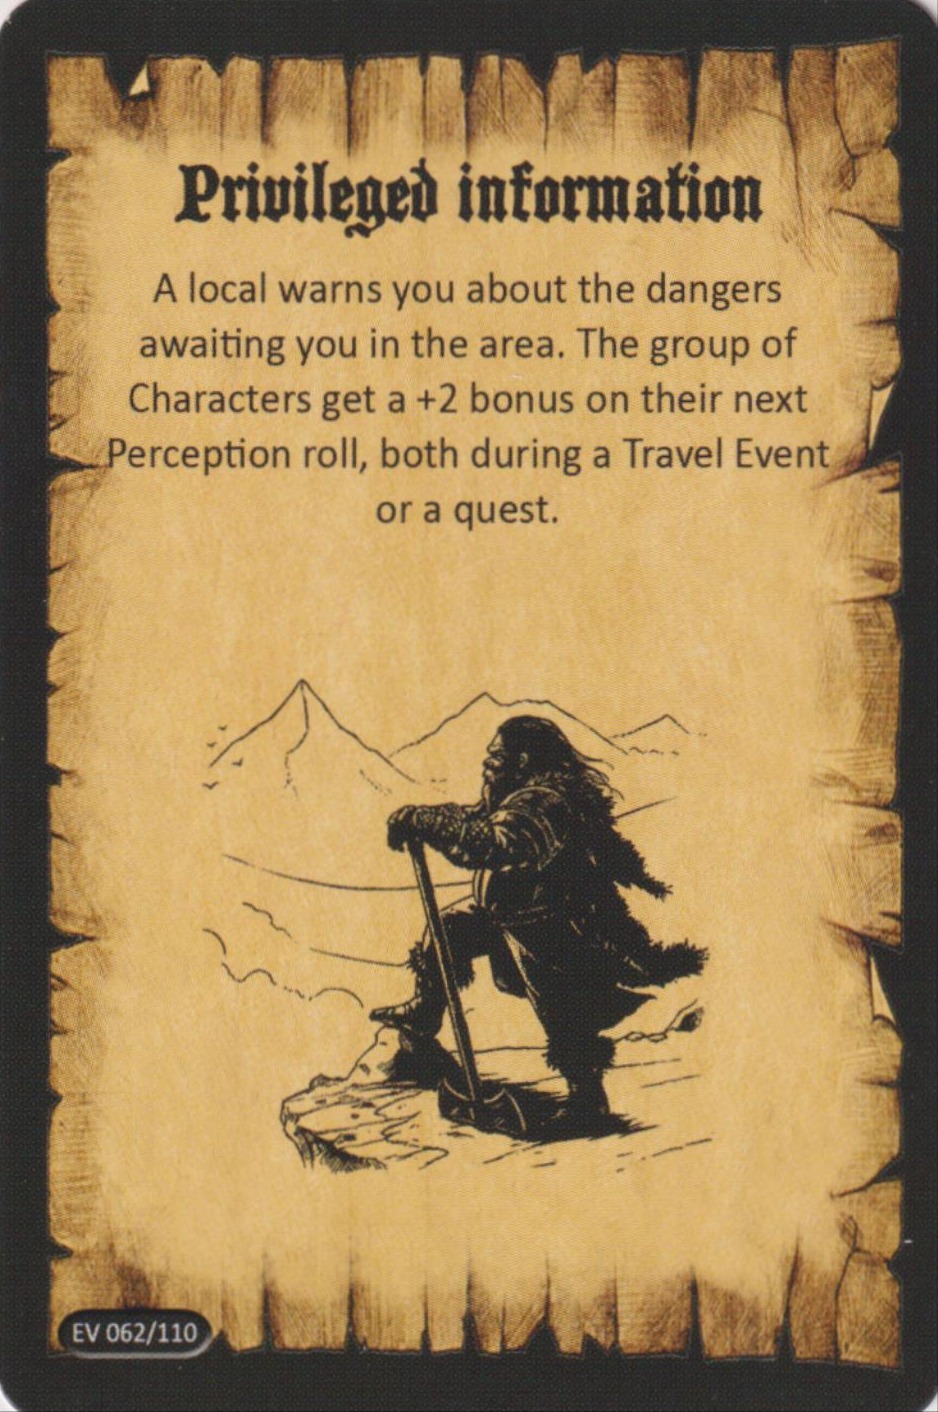 Privileged information
A local warns you about the dangers
awaiting you in the area. The group of
Characters get a +2 bonus on their next
Perception roll, both during a Travel Event
or a quest.
EV 062/110